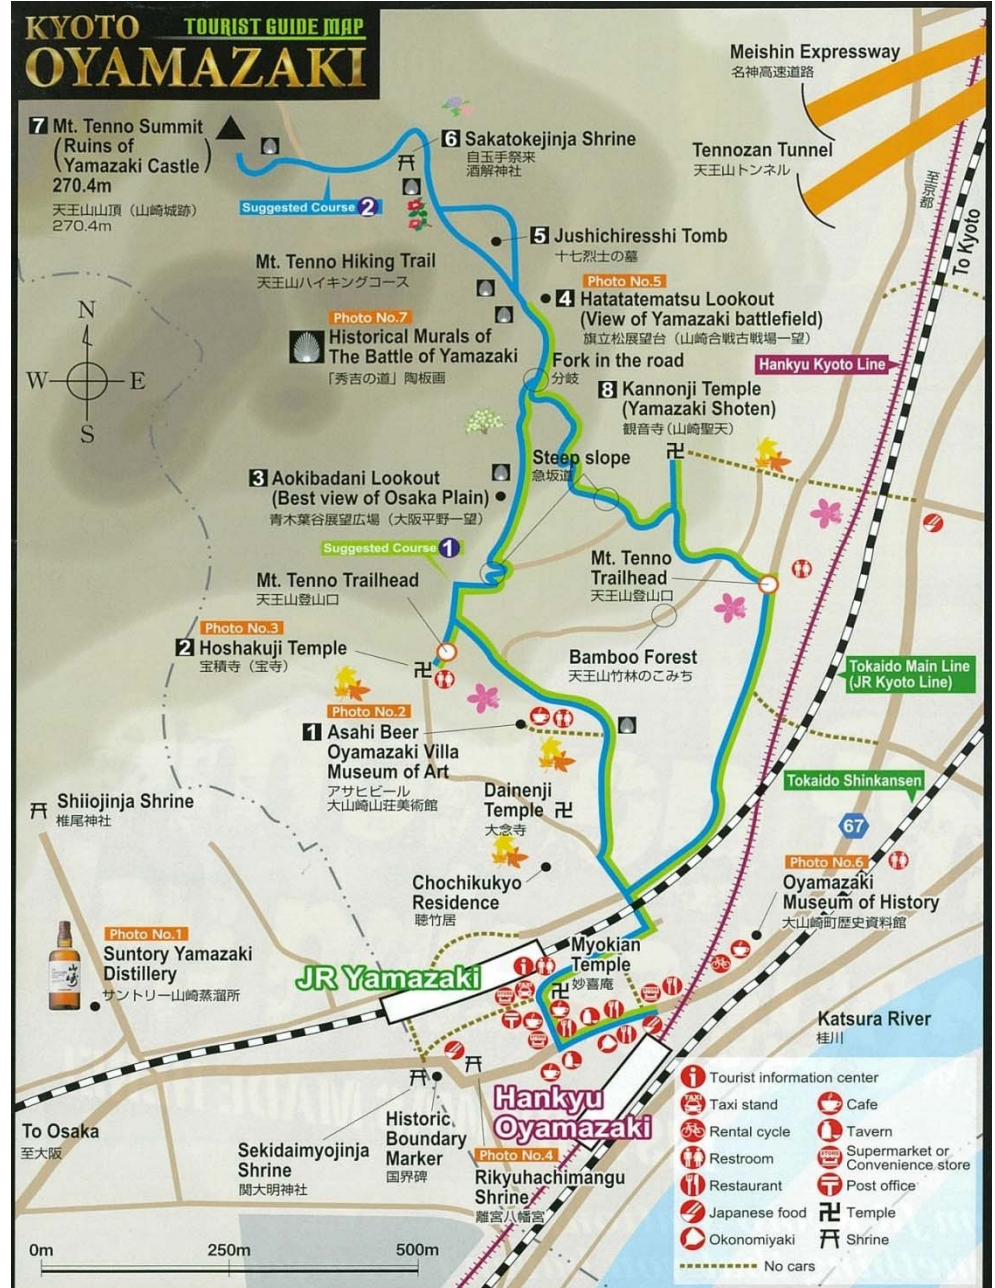 KYOTO
OYAMAZAKI
TOURIST GUIDE MAP
Meishin Expressway
名神高速道路
Tennozan Tunnel
天王山トンネル
至京都
To Kyoto
7 Mt. Tenno Summit
(Ruins of
Yamazaki Castle)
270.4m
天王山山頂（山崎城跡）
270.4m
6 Sakatokejinja Shrine
自玉手祭来
酒解神社
Suggested Course 2
5 Jushichiresshi Tomb
十七烈士の墓
Mt. Tenno Hiking Trail
天王山ハイキングコース
Photo No.5
4 Hatatatematsu Lookout
(View of Yamazaki battlefield)
旗立松展望台（山崎合戦古戦場一望）
Photo No.7
Historical Murals of
The Battle of Yamazaki
「秀吉の道」陶板画
N
W
E
S
Fork in the road
分岐
Hankyu Kyoto Line
8 Kannonji Temple
(Yamazaki Shoten)
観音寺（山崎聖天）
Steep slope
急坂道
3 Aokibadani Lookout
(Best view of Osaka Plain)
青木葉谷展望広場（大阪平野一望）
Suggested Course 1
Mt. Tenno Trailhead
天王山登山口
Mt. Tenno
Trailhead
天王山登山口
Photo No.3
2 Hoshakuji Temple
宝積寺（宝寺）
Bamboo Forest
天王山竹林のこみち
Tokaido Main Line
(JR Kyoto Line)
Photo No.2
1 Asahi Beer
Oyamazaki Villa
Museum of Art
アサヒビール
大山崎山荘美術館
Tokaido Shinkansen
Dainenji
Temple
大念寺
Shiiojinja Shrine
椎尾神社
67
Photo No.6
Oyamazaki
Museum of History
大山崎町歴史資料館
Chochikukyo
Residence
聴竹居
Photo No.1
Suntory Yamazaki
Distillery
サントリー山崎蒸溜所
山崎
JR Yamazaki
Myokian
Temple
妙喜庵
Katsura River
桂川
Hankyu
Oyamazaki
To Osaka
至大阪
Sekidaimyojinja
Shrine
関大明神社
Historic
Boundary
Marker
国界碑
Photo No.4
Rikyuhachimangu
Shrine
離宮八幡宮
Tourist information center
TAXI Taxi stand
Cafe
Rental cycle
Tavern
Restroom
STORE Supermarket or
Convenience store
Restaurant
Post office
Japanese food
Temple
Okonomiyaki
Shrine
No cars
0m
250m
500m